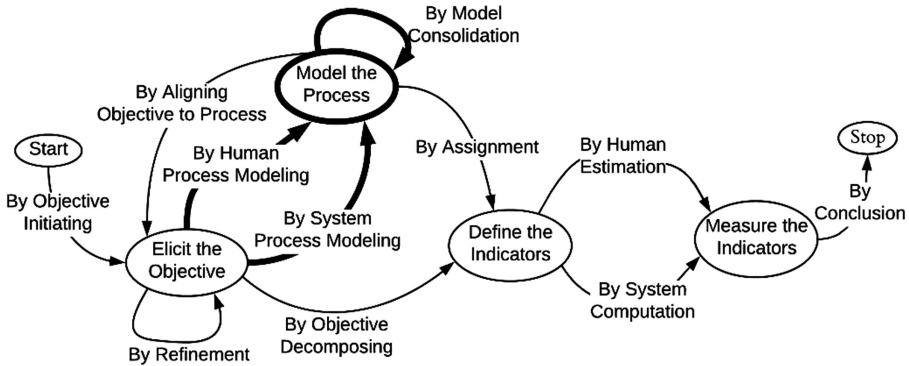 By Model
Consolidation
Model the
Process
By Aligning
Objective to Process
Start
By Human
Process Modeling
By Assignment
By Human
Estimation
Stop
By Objective
Initiating
By System
Process Modeling
By
Conclusion
Elicit the
Objective
Define the
Indicators
Measure the
Indicators
By System
Computation
By Objective
Decomposing
By Refinement